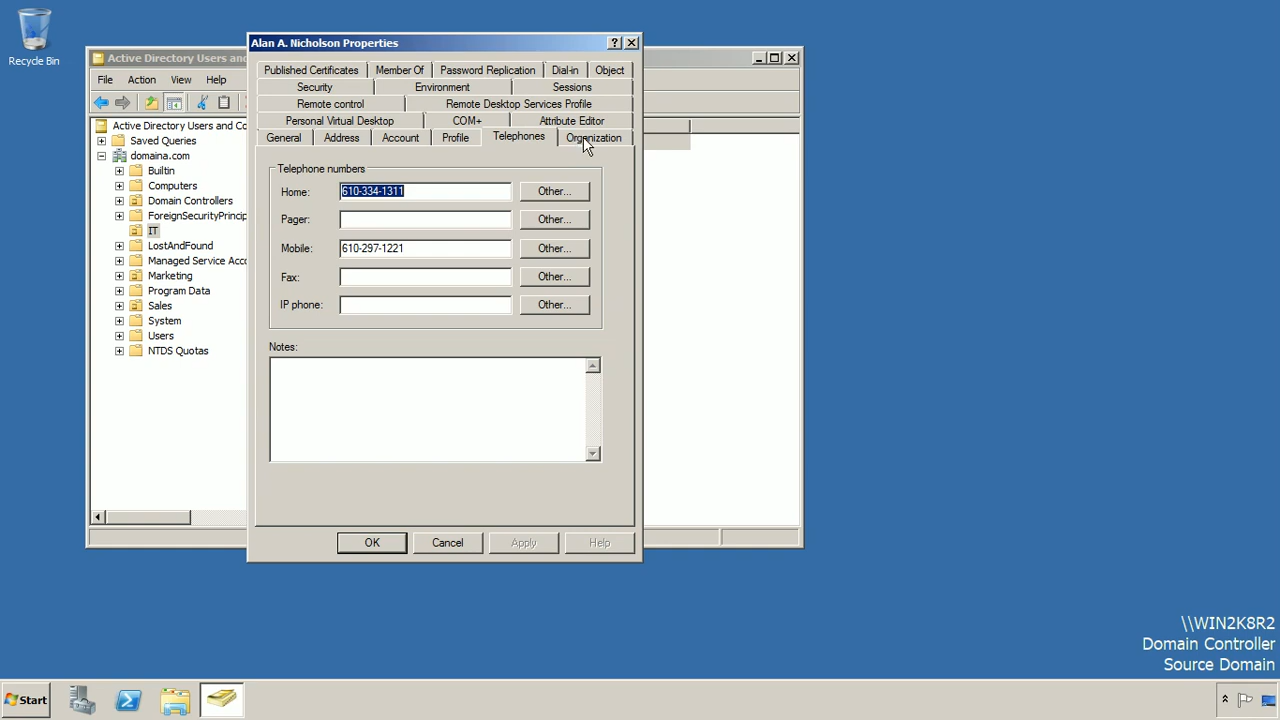 Recycle Bin
Active Directory Users and
File Action View Help
Active Directory Users and Co
Saved Queries
domaina.com
Builtin
Computers
Domain Controllers
ForeignSecurityPrincip
IT
LostAndFound
Managed Service Acco
Marketing
Program Data
Sales
System
Users
NTDS Quotas
Alan A. Nicholson Properties
Published Certificates Member Of Password Replication Dial-in Object
Security Environment Sessions
Remote control Remote Desktop Services Profile
Personal Virtual Desktop COM+ Attribute Editor
General Address Account Profile Telephones Organization
Telephone numbers
Home: 610-334-1311 Other...
Pager: Other...
Mobile: 610-297-1221 Other...
Fax: Other...
IP phone: Other...
Notes:
OK Cancel Apply Help
\\WIN2K8R2
Domain Controller
Source Domain
Start